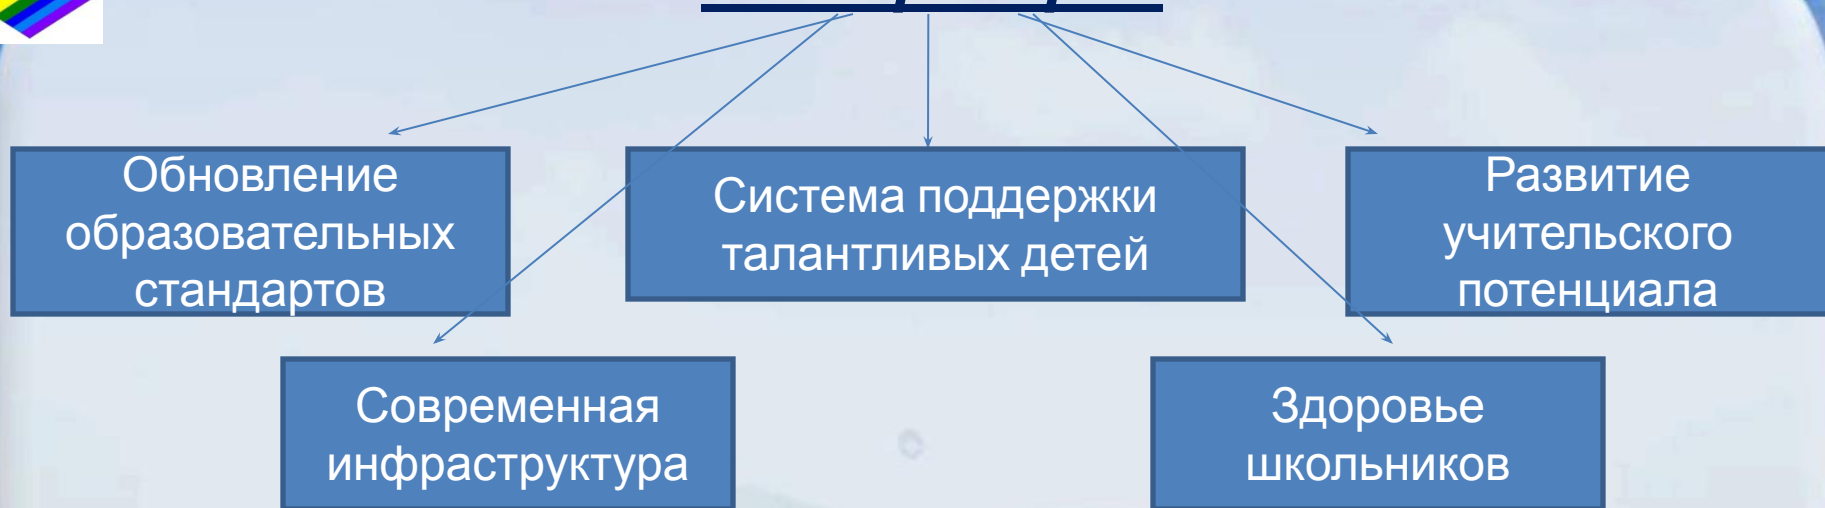 Обновление
образовательных
стандартов
Система поддержки
талантливых детей
Развитие
учительского
потенциала
Современная
инфраструктура
Здоровье
школьников